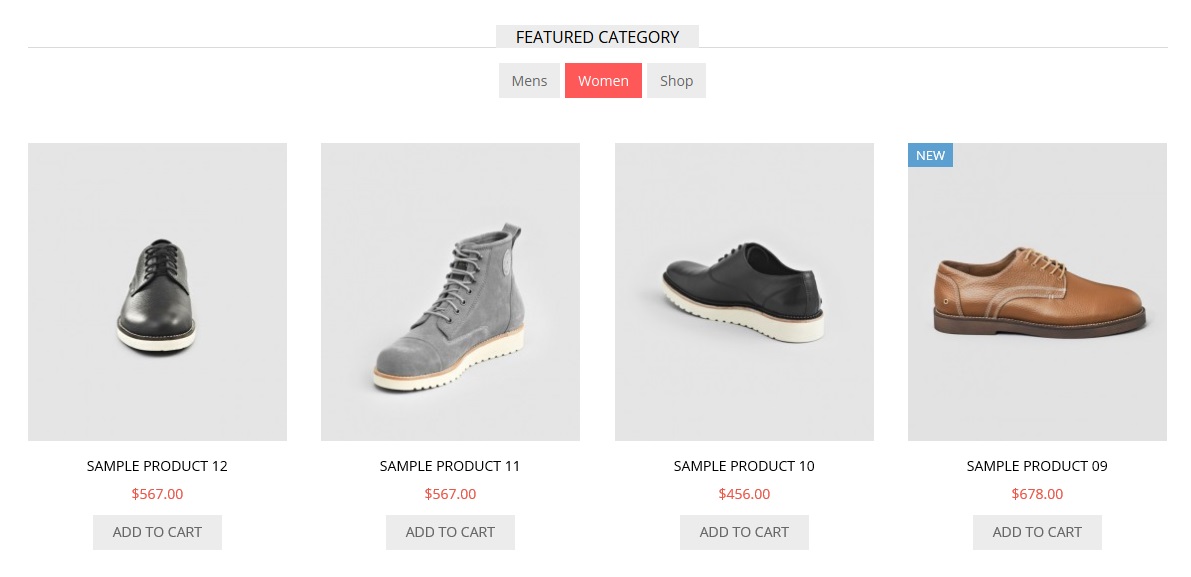 FEATURED CATEGORY
Mens Women Shop
NEW
SAMPLE PRODUCT 12
$567.00
ADD TO CART
SAMPLE PRODUCT 11
$567.00
ADD TO CART
SAMPLE PRODUCT 10
$456.00
ADD TO CART
SAMPLE PRODUCT 09
$678.00
ADD TO CART